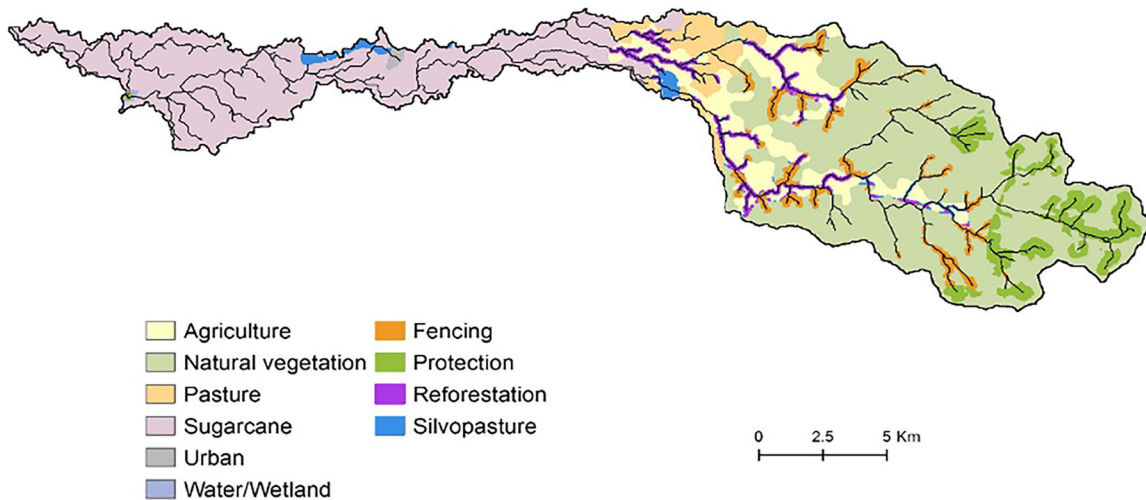 Agriculture
Natural vegetation
Pasture
Sugarcane
Urban
Water/Wetland
Fencing
Protection
Reforestation
Silvopasture
0 2.5 5 Km